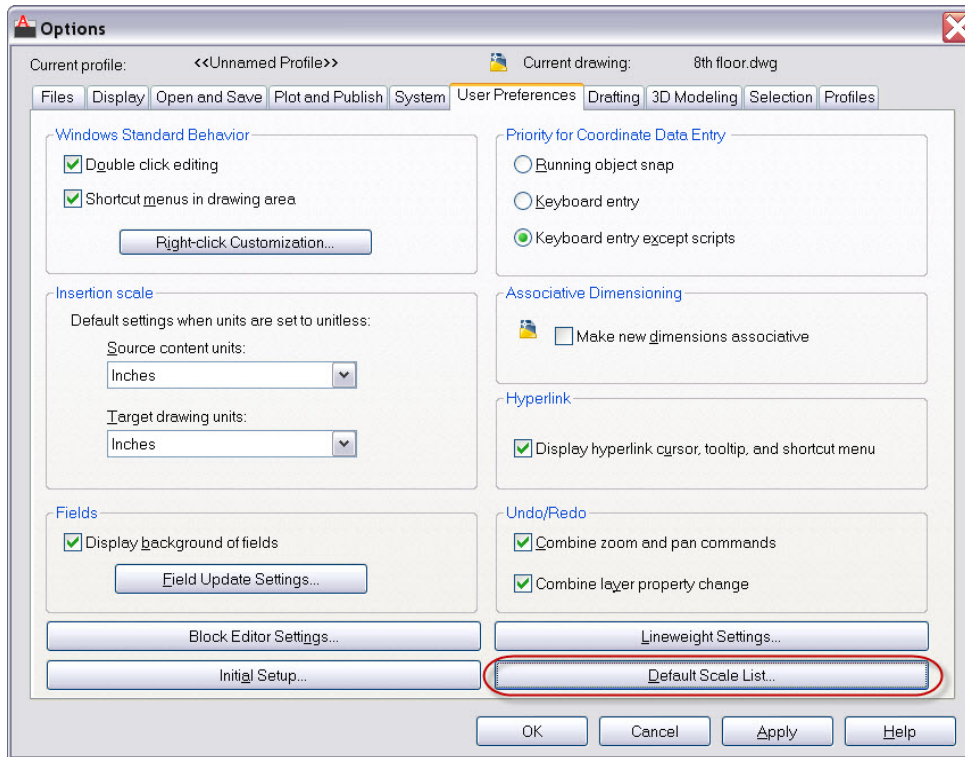 Options
Current profile: <<Unnamed Profile>> Current drawing: 8th floor.dwg
Files Display Open and Save Plot and Publish System User Preferences Drafting 3D Modeling Selection Profiles
Windows Standard Behavior
Double click editing
Shortcut menus in drawing area
Right-click Customization...
Insertion scale
Default settings when units are set to unitless:
Source content units:
Inches
Target drawing units:
Inches
Fields
Display background of fields
Field Update Settings...
Block Editor Settings...
Initial Setup...
Priority for Coordinate Data Entry
Running object snap
Keyboard entry
Keyboard entry except scripts
Associative Dimensioning
Make new dimensions associative
Hyperlink
Display hyperlink cursor, tooltip, and shortcut menu
Undo/Redo
Combine zoom and pan commands
Combine layer property change
Lineweight Settings...
Default Scale List...
OK Cancel Apply Help